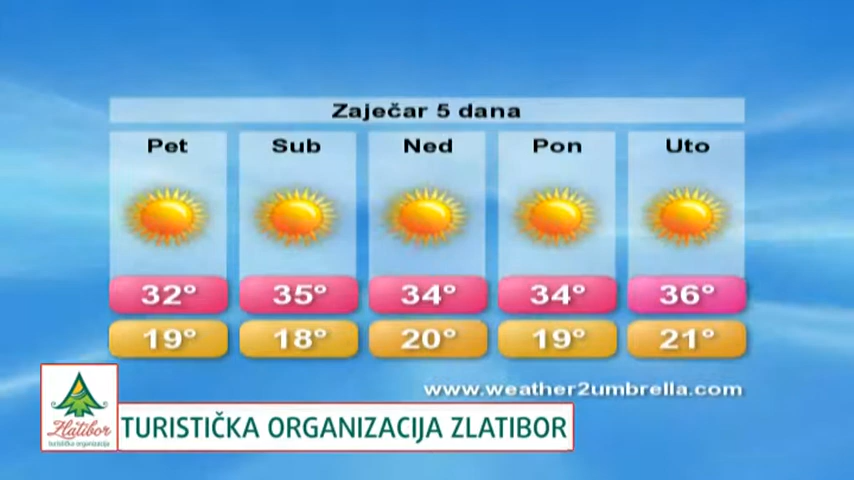 Zaječar 5 dana
Pet Sub Ned Pon Uto
32° 35° 34° 34° 36°
19° 18° 20° 19° 21°
www.weather2umbrella.com
Zlatibor
turistička organizacija
TURISTIČKA ORGANIZACIJA ZLATIBOR